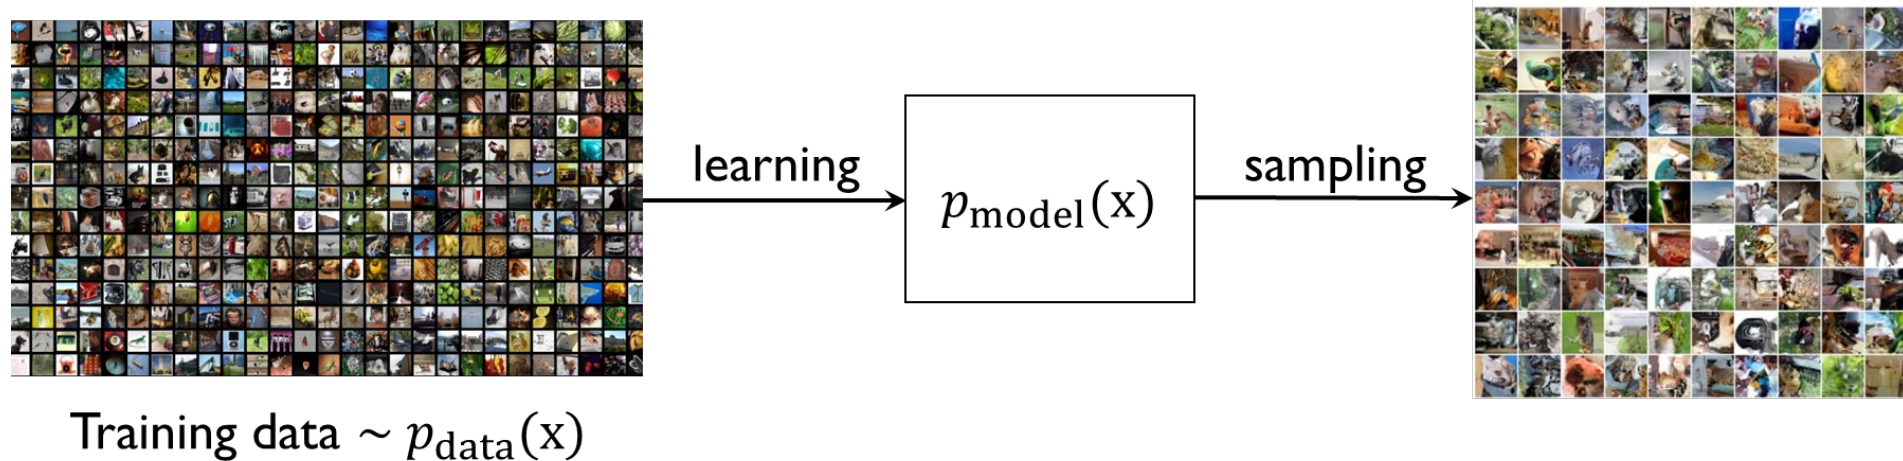 learning
sampling
p_model(x)
Training data ~ p_data(x)